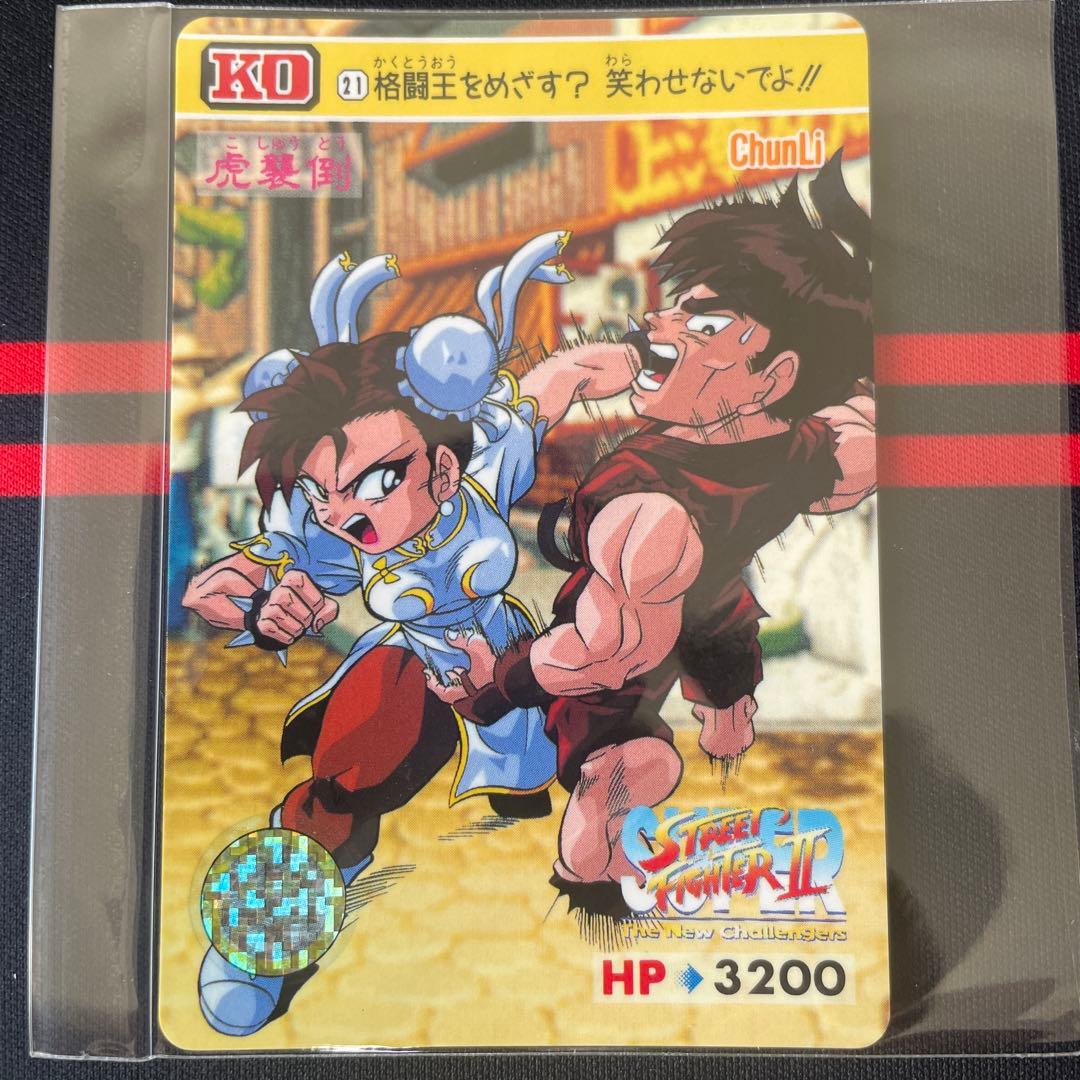 KO
21 格闘王をめざす? 笑わせないでよ!!
かくとうおう
わら
ChunLi
こ しゅう とう
虎襲倒
SUPER
STREET FIGHTER II
The New Challengers
HP 3200